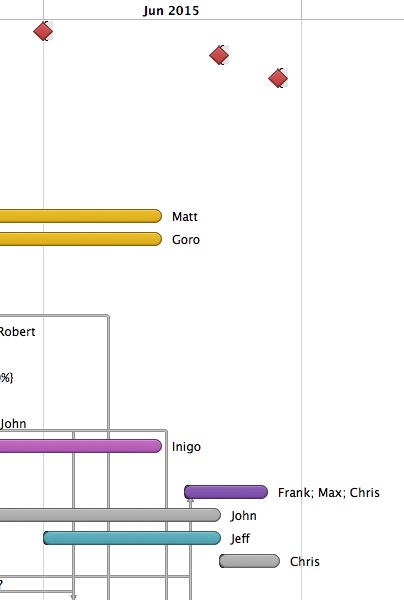 Jun 2015
Matt
Goro
Robert
%}
John
Inigo
Frank; Max; Chris
John
Jeff
Chris
?